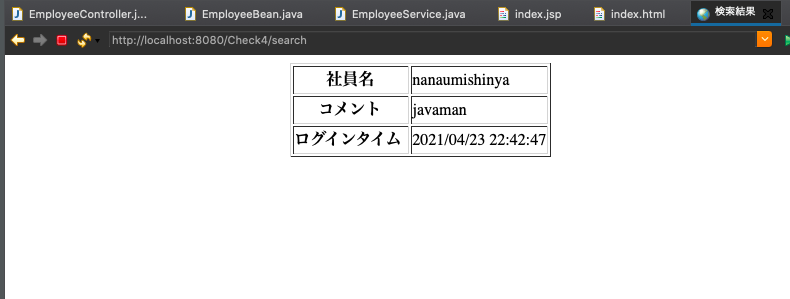 EmployeeController.j... EmployeeBean.java EmployeeService.java index.jsp index.html 検索結果
http://localhost:8080/Check4/search
社員名 nanaumishinya
コメント javaman
ログインタイム 2021/04/23 22:42:47